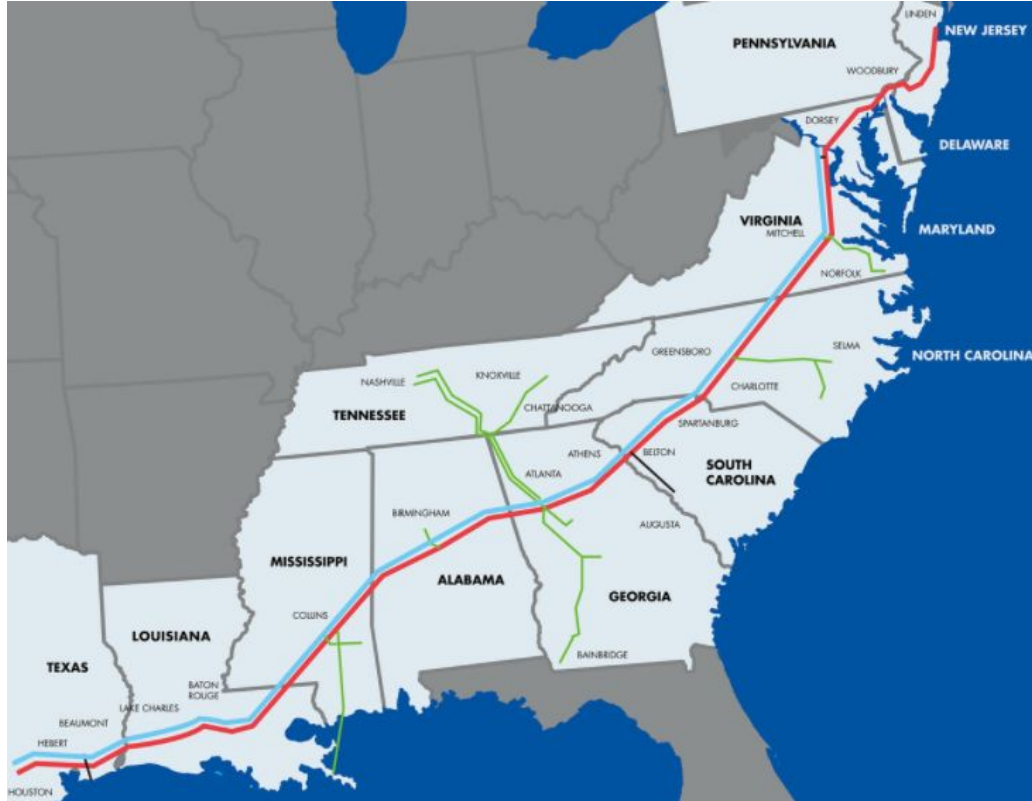 LINDEN
NEW JERSEY
PENNSYLVANIA
WOODBURY
DORSEY
DELAWARE
VIRGINIA
MITCHELL
MARYLAND
NORFOLK
GREENSBORO
SELMA
NORTH CAROLINA
NASHVILLE
KNOXVILLE
CHARLOTTE
TENNESSEE
CHATTANOOGA
SPARTANBURG
ATHENS
BELTON
SOUTH
CAROLINA
ATLANTA
BIRMINGHAM
AUGUSTA
MISSISSIPPI
ALABAMA
GEORGIA
COLLINS
LOUISIANA
BAINBRIDGE
TEXAS
BATON
ROUGE
LAKE CHARLES
BEAUMONT
HEBERT
HOUSTON